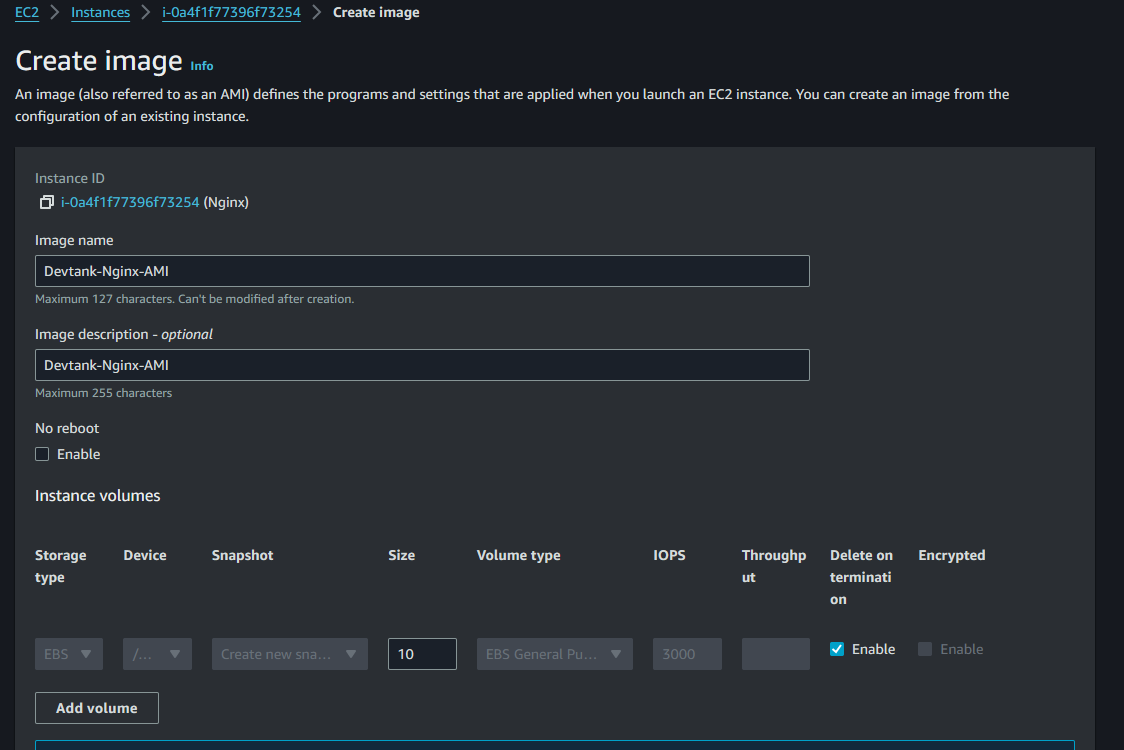 EC2 > Instances > i-0a4f1f77396f73254 > Create image
Create image Info
An image (also referred to as an AMI) defines the programs and settings that are applied when you launch an EC2 instance. You can create an image from the
configuration of an existing instance.
Instance ID
i-0a4f1f77396f73254 (Nginx)
Image name
Devtank-Nginx-AMI
Maximum 127 characters. Can't be modified after creation.
Image description - optional
Devtank-Nginx-AMI
Maximum 255 characters
No reboot
Enable
Instance volumes
Storage Device Snapshot Size Volume type IOPS Throughp Delete on Encrypted
type ut terminati
on
EBS /... Create new sna... 10 EBS General Pu... 3000 Enable Enable
Add volume